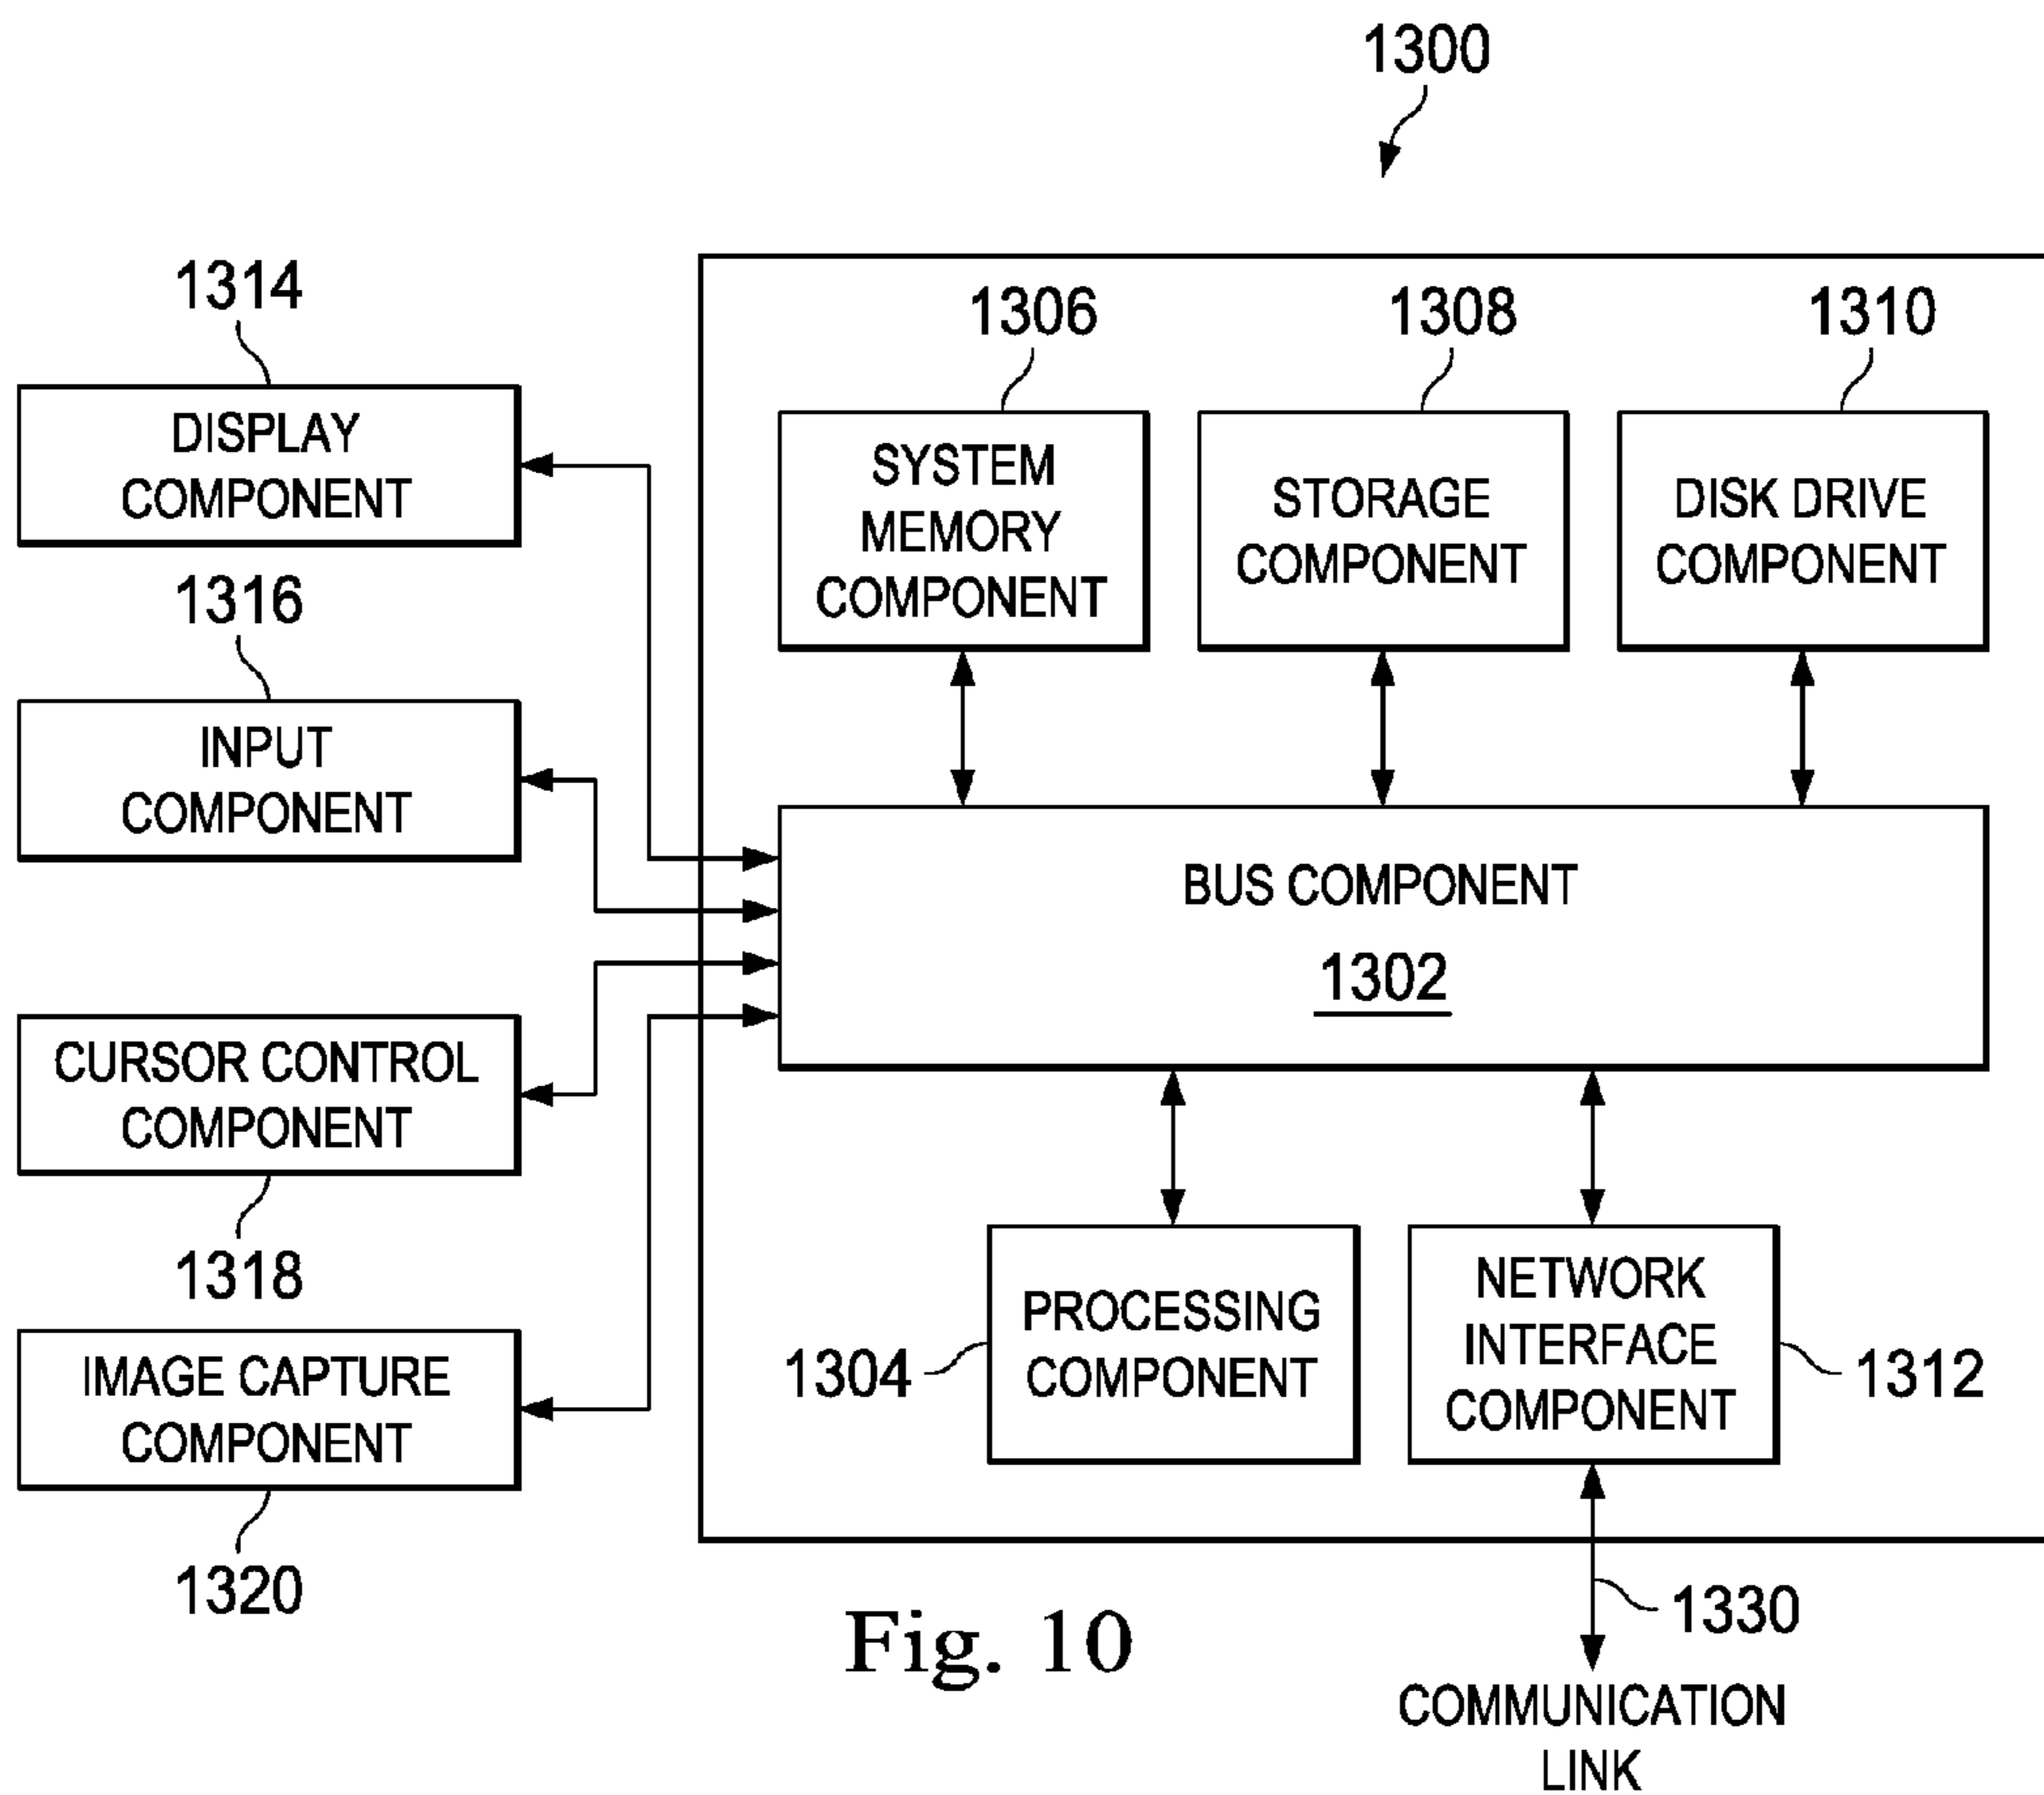 1300
1314
DISPLAY
COMPONENT
1316
INPUT
COMPONENT
CURSOR CONTROL
COMPONENT
1318
IMAGE CAPTURE
COMPONENT
1320
1306
SYSTEM
MEMORY
COMPONENT
1308
STORAGE
COMPONENT
1310
DISK DRIVE
COMPONENT
BUS COMPONENT
1302
PROCESSING
COMPONENT
1304
NETWORK
INTERFACE
COMPONENT
1312
1330
COMMUNICATION
LINK
Fig. 10